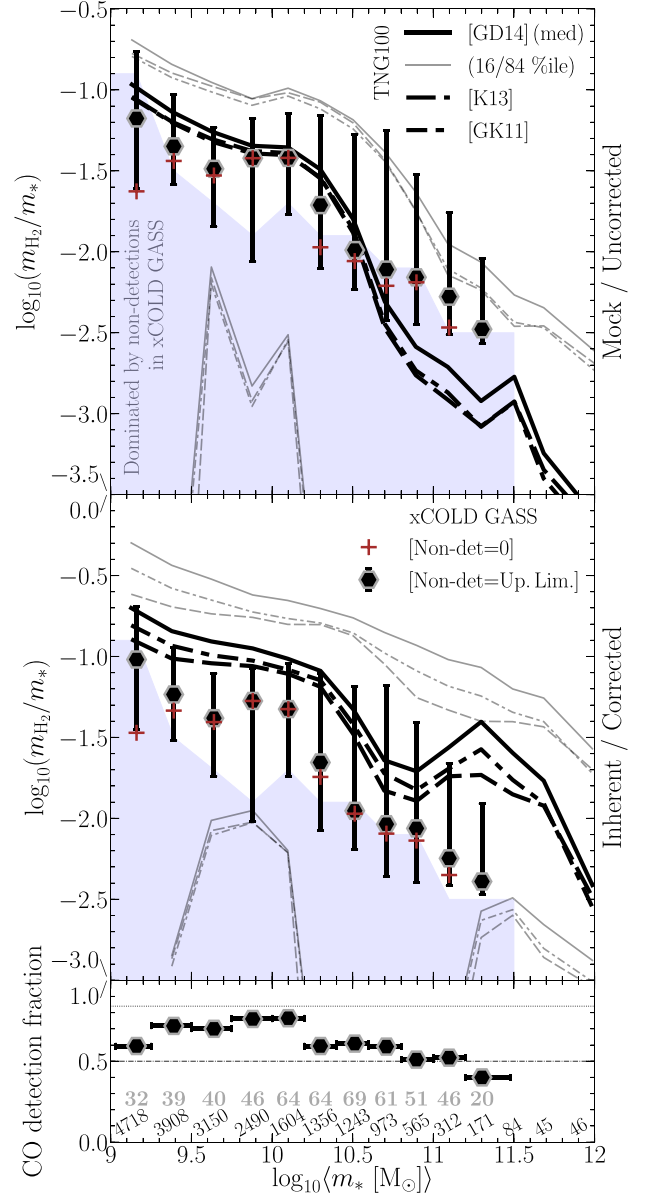 −0.5
−1.0
−1.5
−2.0
−2.5
−3.0
−3.5
log10(mH2/m*)
TNG100
[GD14] (med)
(16/84 %ile)
[K13]
[GK11]
Dominated by non-detections
in xCOLD GASS
Mock / Uncorrected
0.0
−0.5
−1.0
−1.5
−2.0
−2.5
−3.0
log10(mH2/m*)
xCOLD GASS
[Non-det=0]
[Non-det=Up. Lim.]
Inherent / Corrected
1.0
0.5
0.0
CO detection fraction
32 39 40 46 64 64 69 61 51 46 20
4718 3908 3150 2490 1604 1356 1243 973 565 312 171 84 45 46
9 9.5 10 10.5 11 11.5 12
log10⟨m* [M⊙]⟩